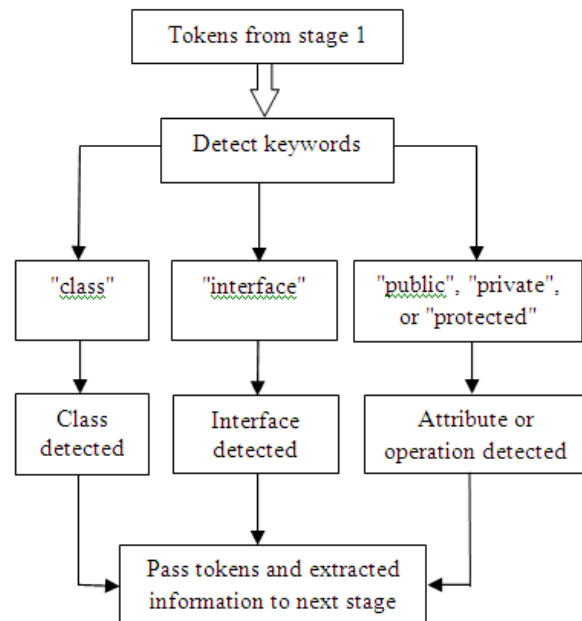 Tokens from stage 1
Detect keywords
"class"
"interface"
"public", "private",
or "protected"
Class
detected
Interface
detected
Attribute or
operation detected
Pass tokens and extracted
information to next stage